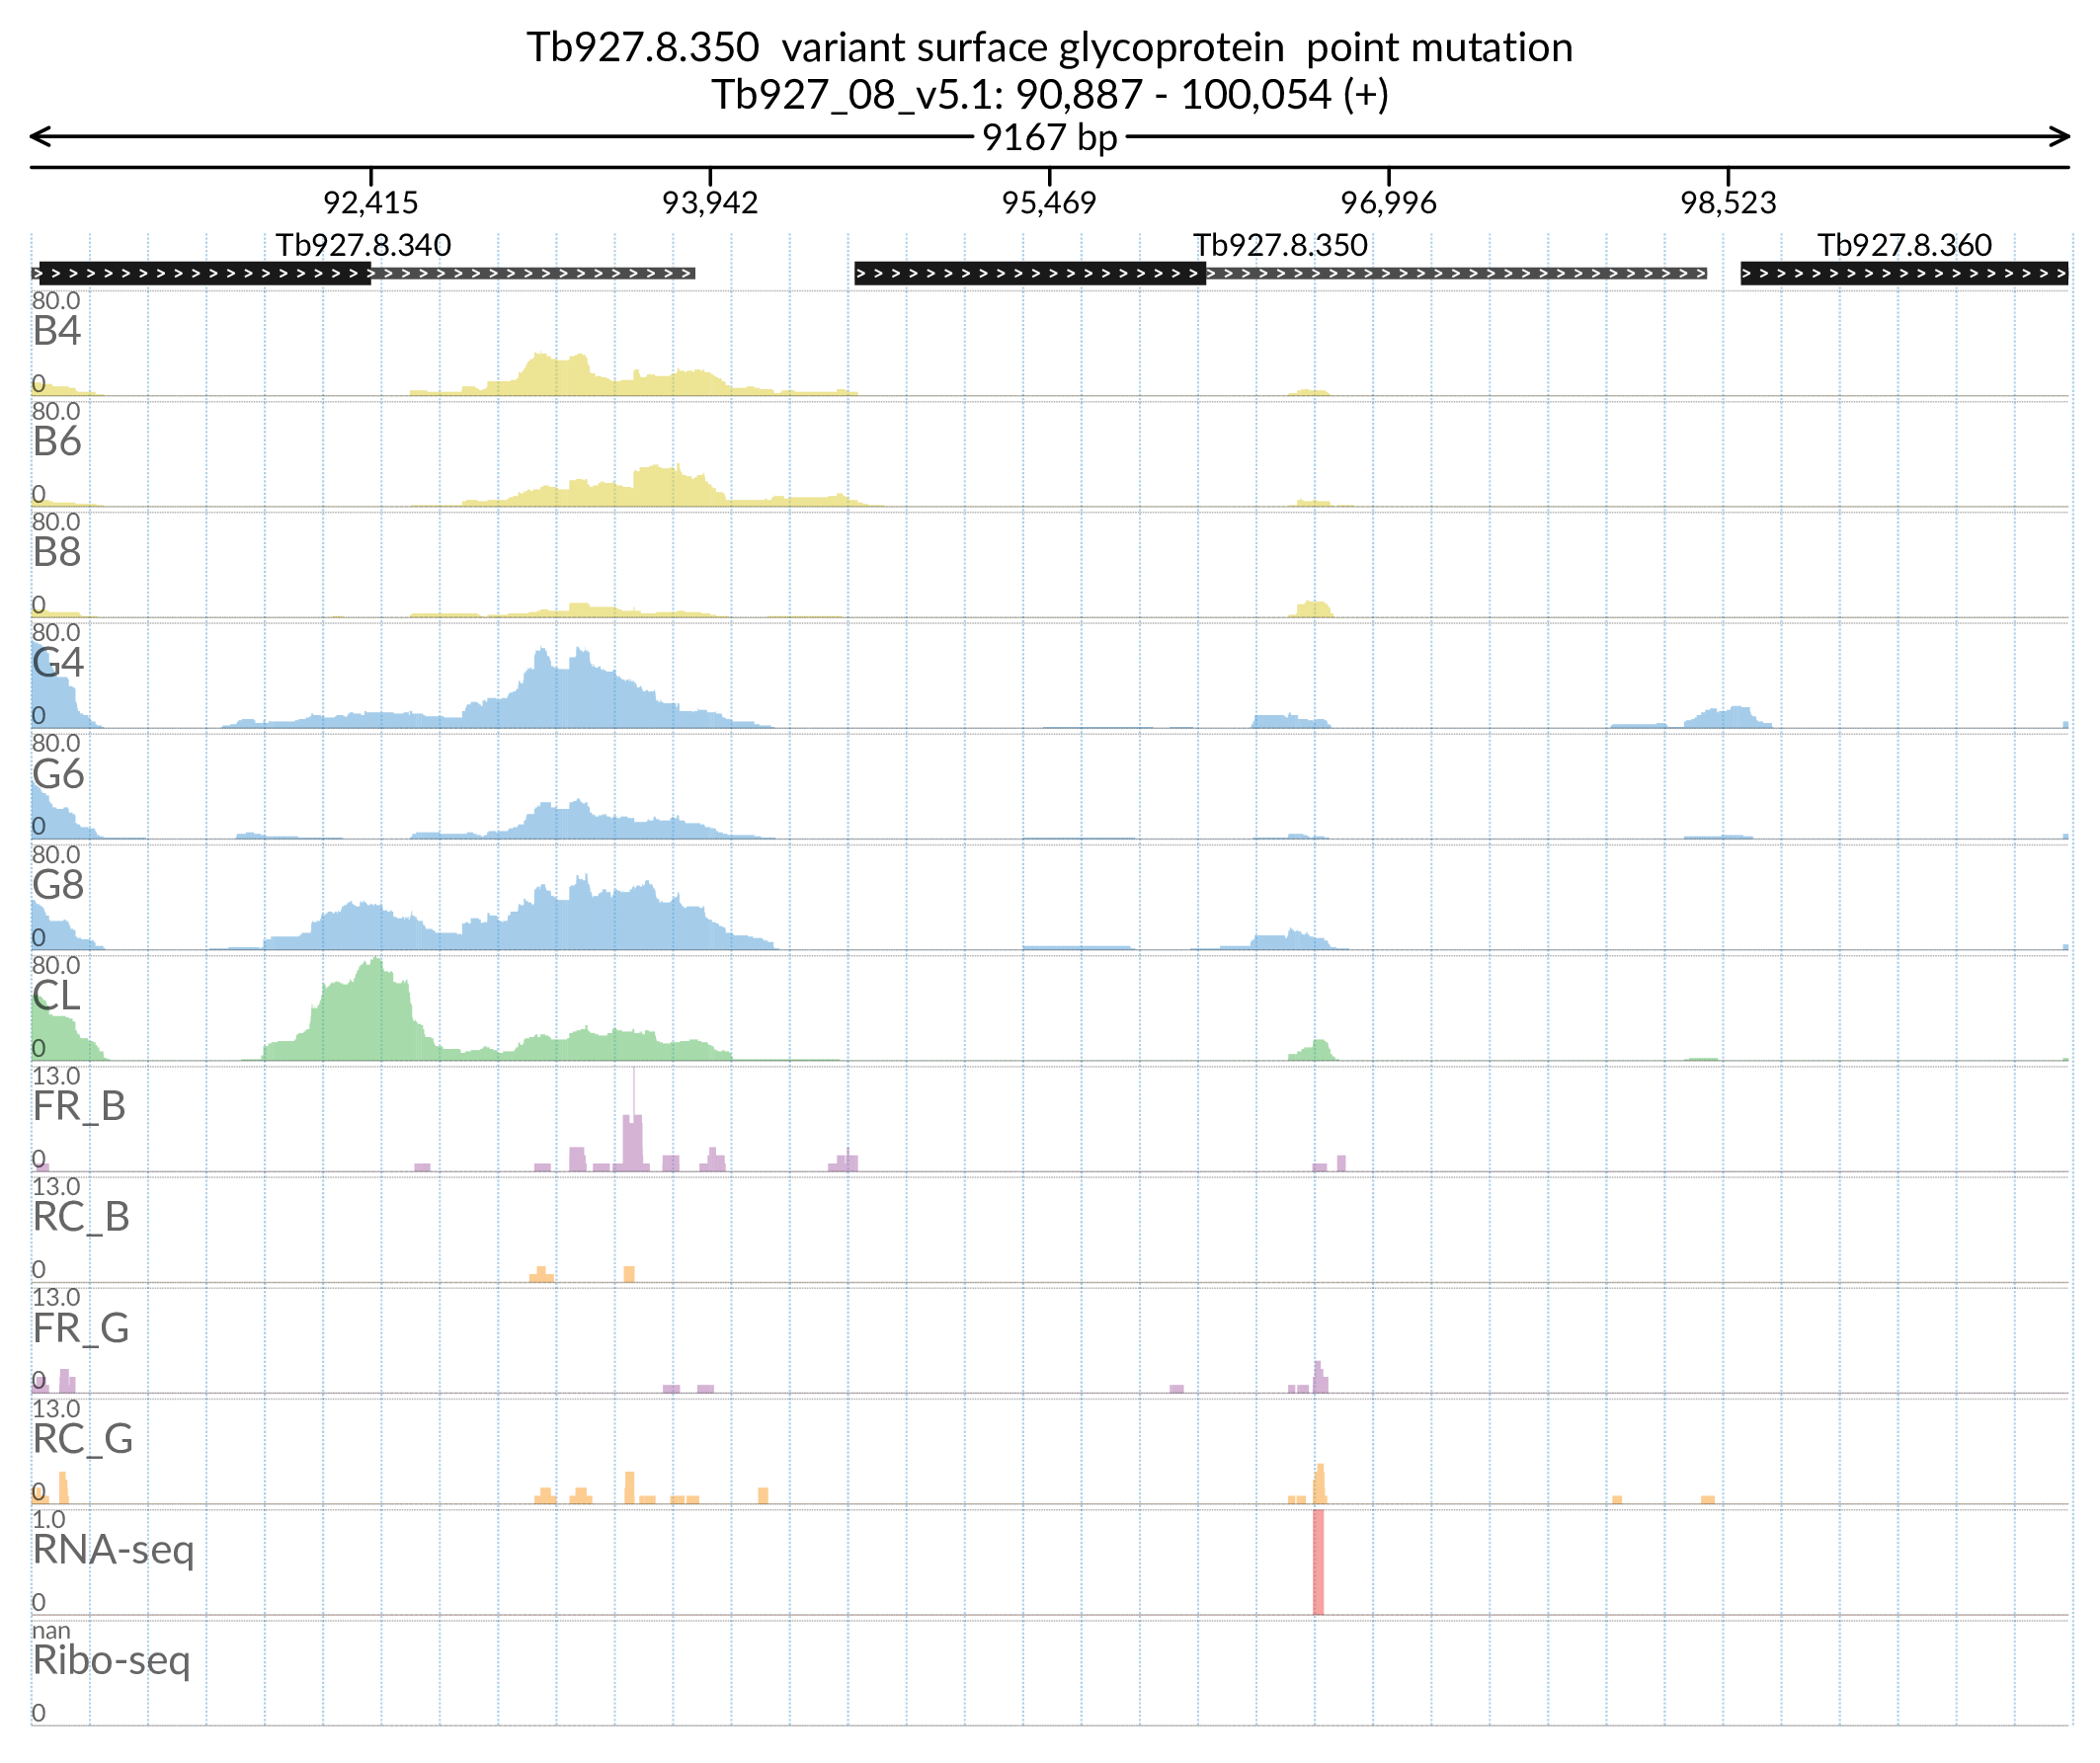 Tb927.8.350  variant surface glycoprotein  point mutation
Tb927_08_v5.1: 90,887 - 100,054 (+)
9167 bp
92,415 93,942 95,469 96,996 98,523
Tb927.8.340 Tb927.8.350 Tb927.8.360
80.0
B4
0
80.0
B6
0
80.0
B8
0
80.0
G4
0
80.0
G6
0
80.0
G8
0
80.0
CL
0
13.0
FR_B
0
13.0
RC_B
0
13.0
FR_G
0
13.0
RC_G
0
1.0
RNA-seq
0
nan
Ribo-seq
0